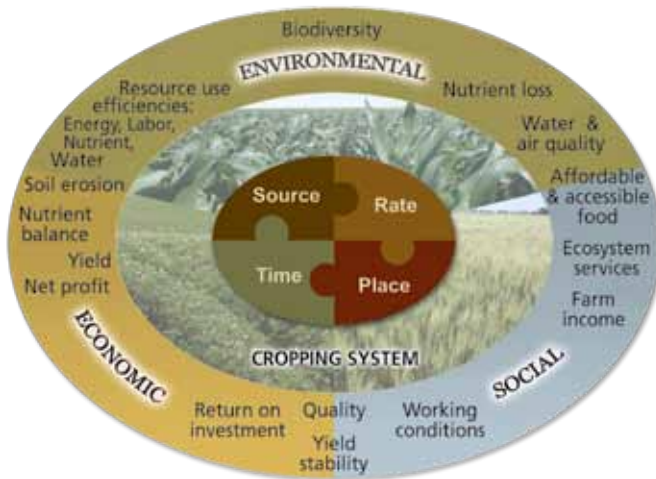 Biodiversity
ENVIRONMENTAL
Resource use
efficiencies:
Energy, Labor,
Nutrient,
Water
Soil erosion
Nutrient
balance
Yield
Net profit
ECONOMIC
Return on
investment
Quality
Yield
stability
Working
conditions
SOCIAL
Farm
income
Ecosystem
services
Affordable
& accessible
food
Water &
air quality
Nutrient loss
Source
Rate
Time
Place
CROPPING SYSTEM